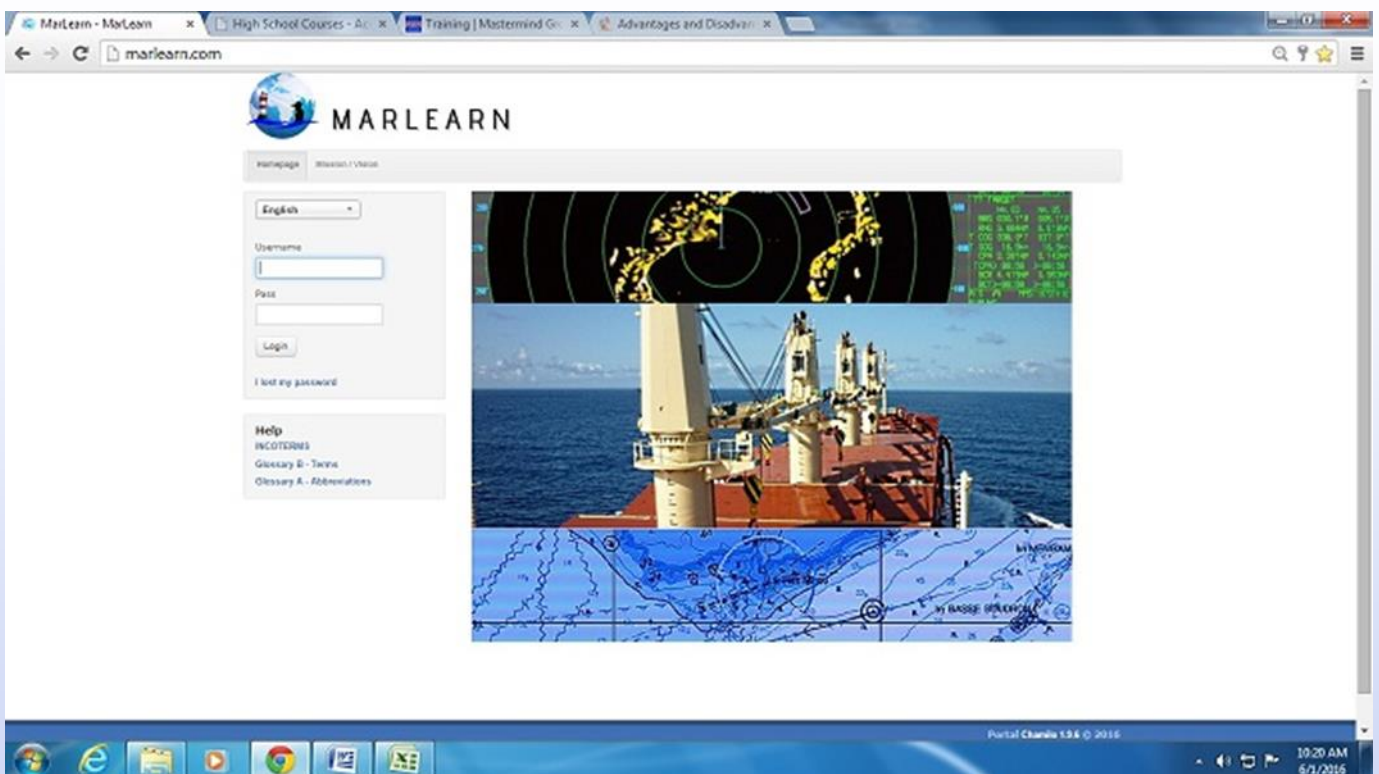 MarLearn - MarLearn
High School Courses - Ac
Training | Mastermind Gr
Advantages and Disadvan
marlearn.com
MARLEARN
Homepage Mission / Vision
English
Username
Pass
Login
I lost my password
Help
INCOTERMS
Glossary B - Terms
Glossary A - Abbreviations
Portal Chamilo 1.9.6 © 2016
10:20 AM
6/1/2016